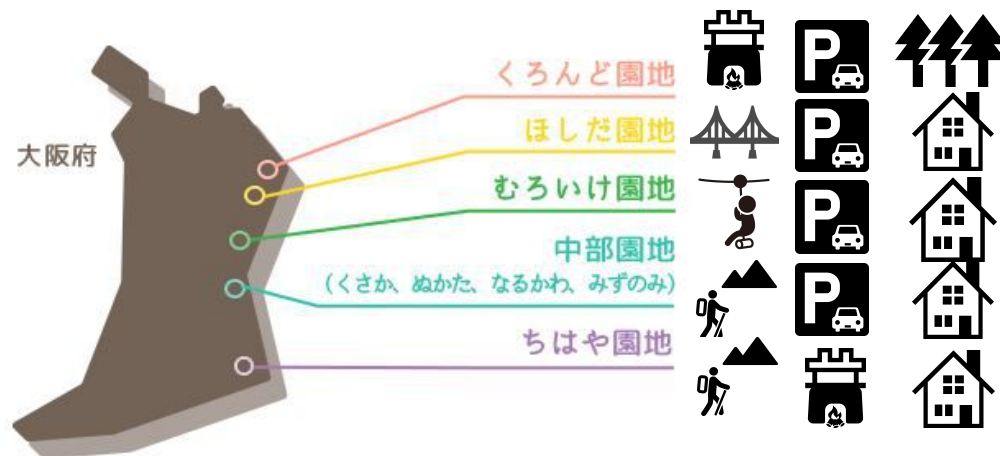 くろんど園地
P
ほしだ園地
P
大阪府
むろいけ園地
P
中部園地
(くさか、ぬかた、なるかわ、みずのみ)
P
ちはや園地